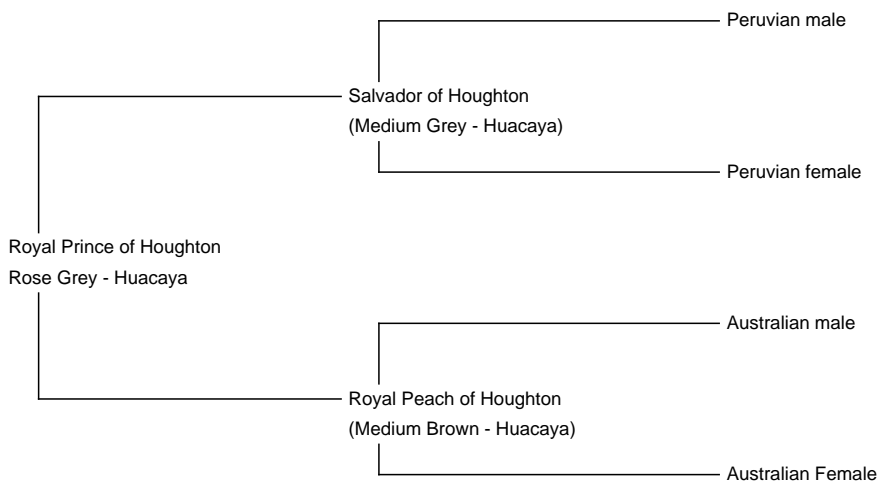 Peruvian male
Salvador of Houghton
(Medium Grey - Huacaya)
Peruvian female
Royal Prince of Houghton
Rose Grey - Huacaya
Australian male
Royal Peach of Houghton
(Medium Brown - Huacaya)
Australian Female